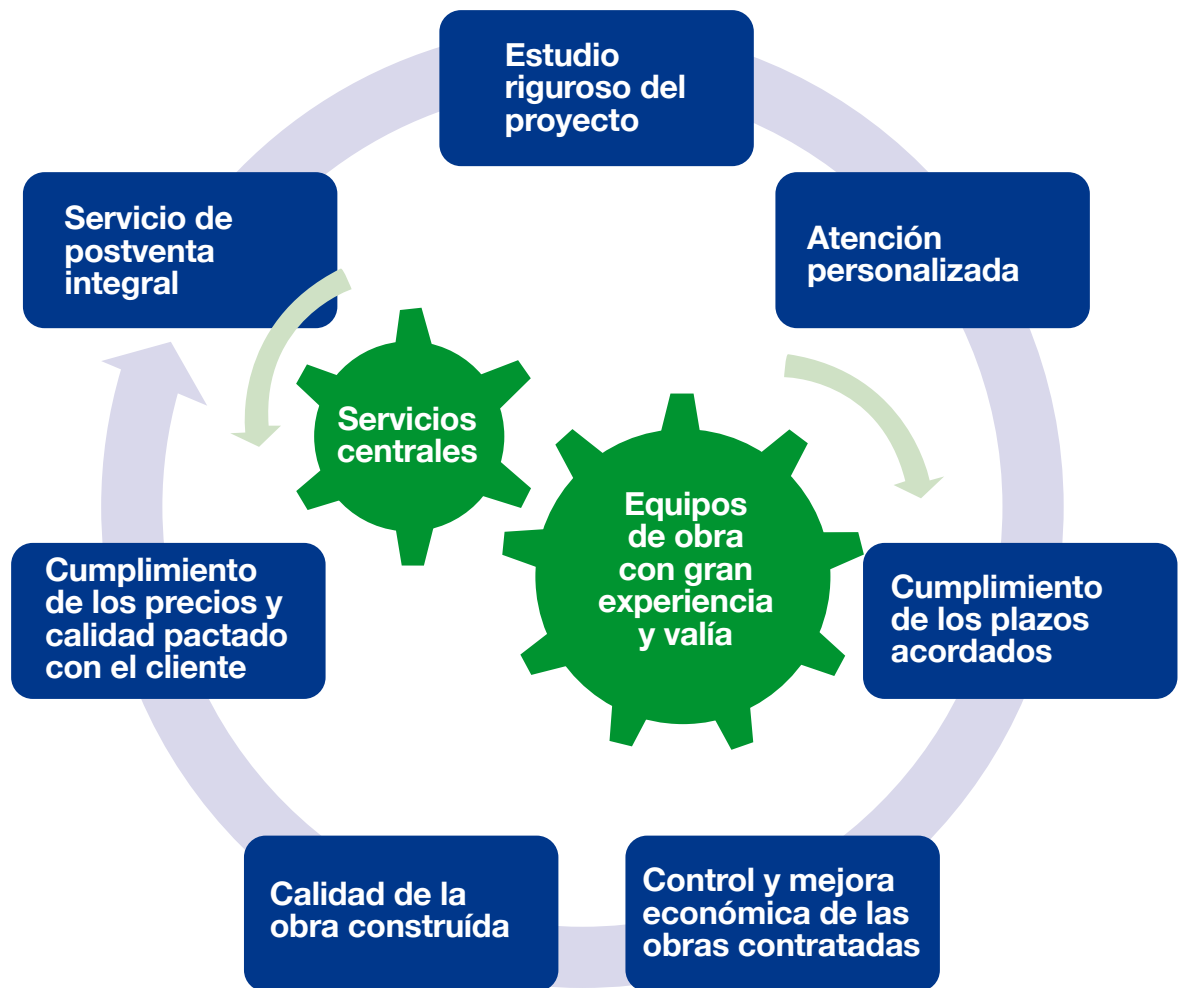 Estudio
riguroso del
proyecto
Servicio de
postventa
integral
Atención
personalizada
Servicios
centrales
Equipos
de obra
con gran
experiencia
y valía
Cumplimiento
de los precios y
calidad pactado
con el cliente
Cumplimiento
de los plazos
acordados
Calidad de la
obra construída
Control y mejora
económica de las
obras contratadas